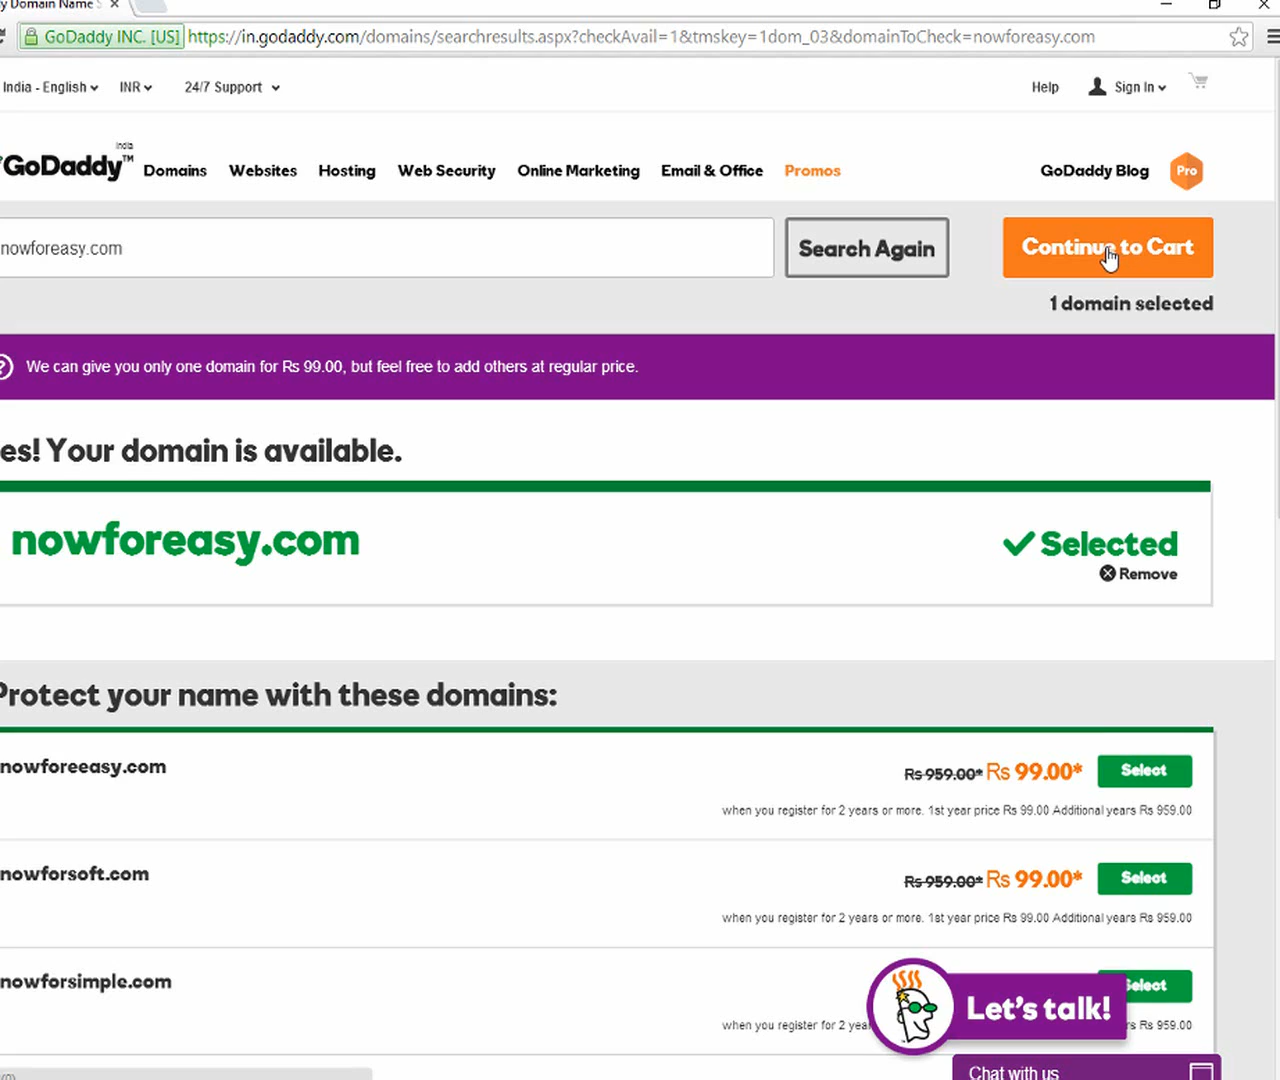 y Domain Name S
GoDaddy INC. [US] https://in.godaddy.com/domains/searchresults.aspx?checkAvail=1&tmskey=1dom_03&domainToCheck=nowforeasy.com
India - English INR 24/7 Support Help Sign In
India
GoDaddy™ Domains Websites Hosting Web Security Online Marketing Email & Office Promos GoDaddy Blog Pro
nowforeasy.com Search Again Continue to Cart
1 domain selected
? We can give you only one domain for Rs 99.00, but feel free to add others at regular price.
es! Your domain is available.
nowforeasy.com Selected
Remove
Protect your name with these domains:
nowforeeasy.com Rs 959.00* Rs 99.00* Select
when you register for 2 years or more. 1st year price Rs 99.00 Additional years Rs 959.00
nowforsoft.com Rs 959.00* Rs 99.00* Select
when you register for 2 years or more. 1st year price Rs 99.00 Additional years Rs 959.00
nowforsimple.com Select
Let's talk!
when you register for 2 yea rs Rs 959.00
Chat with us